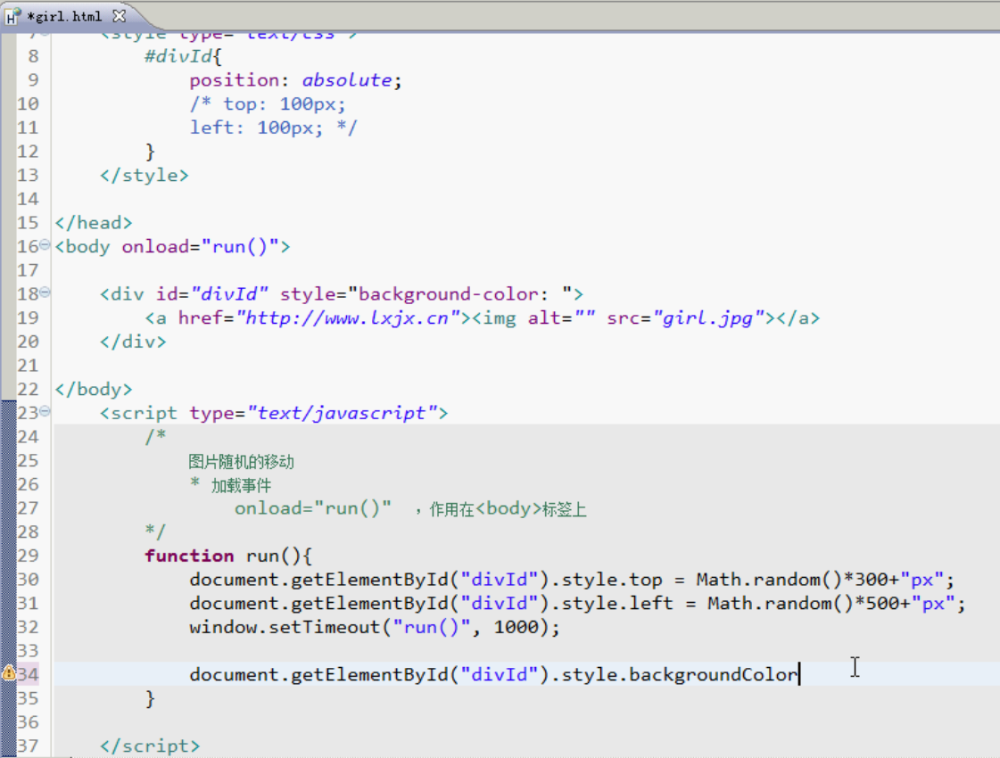 *girl.html
7 <style type="text/css">
8 #divId{
9 position: absolute;
10 /* top: 100px;
11 left: 100px; */
12 }
13 </style>
14
15 </head>
16 <body onload="run()">
17
18 <div id="divId" style="background-color: ">
19 <a href="http://www.lxjx.cn"><img alt="" src="girl.jpg"></a>
20 </div>
21
22 </body>
23 <script type="text/javascript">
24 /*
25 图片随机的移动
26 * 加载事件
27 onload="run()" ，作用在<body>标签上
28 */
29 function run(){
30 document.getElementById("divId").style.top = Math.random()*300+"px";
31 document.getElementById("divId").style.left = Math.random()*500+"px";
32 window.setTimeout("run()", 1000);
33
34 document.getElementById("divId").style.backgroundColor
35 }
36
37 </script>